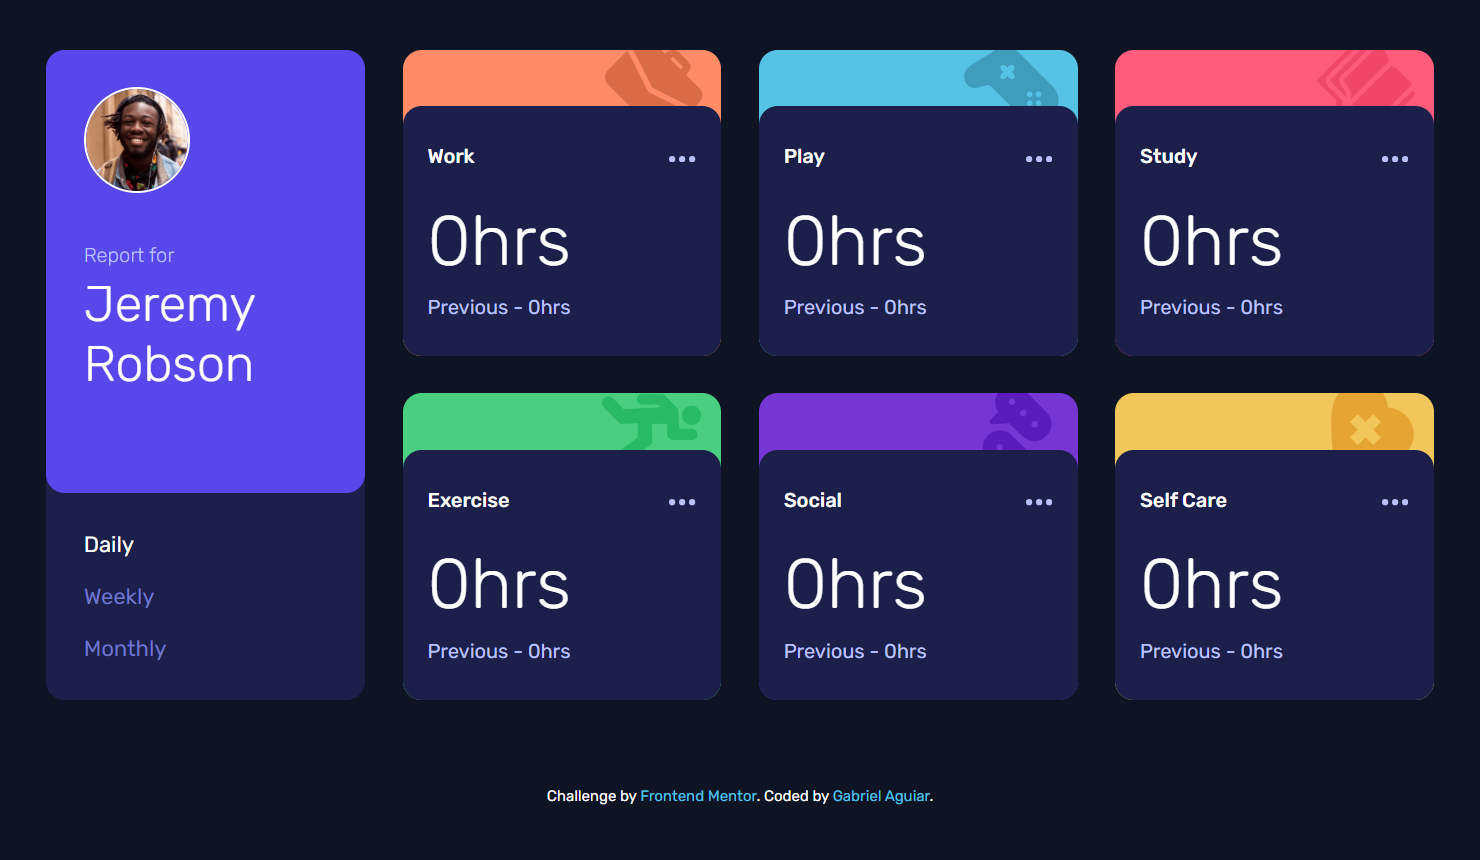 Report for
Jeremy
Robson
Daily
Weekly
Monthly
Work
0hrs
Previous - 0hrs
Play
0hrs
Previous - 0hrs
Study
0hrs
Previous - 0hrs
Exercise
0hrs
Previous - 0hrs
Social
0hrs
Previous - 0hrs
Self Care
0hrs
Previous - 0hrs
Challenge by Frontend Mentor. Coded by Gabriel Aguiar.